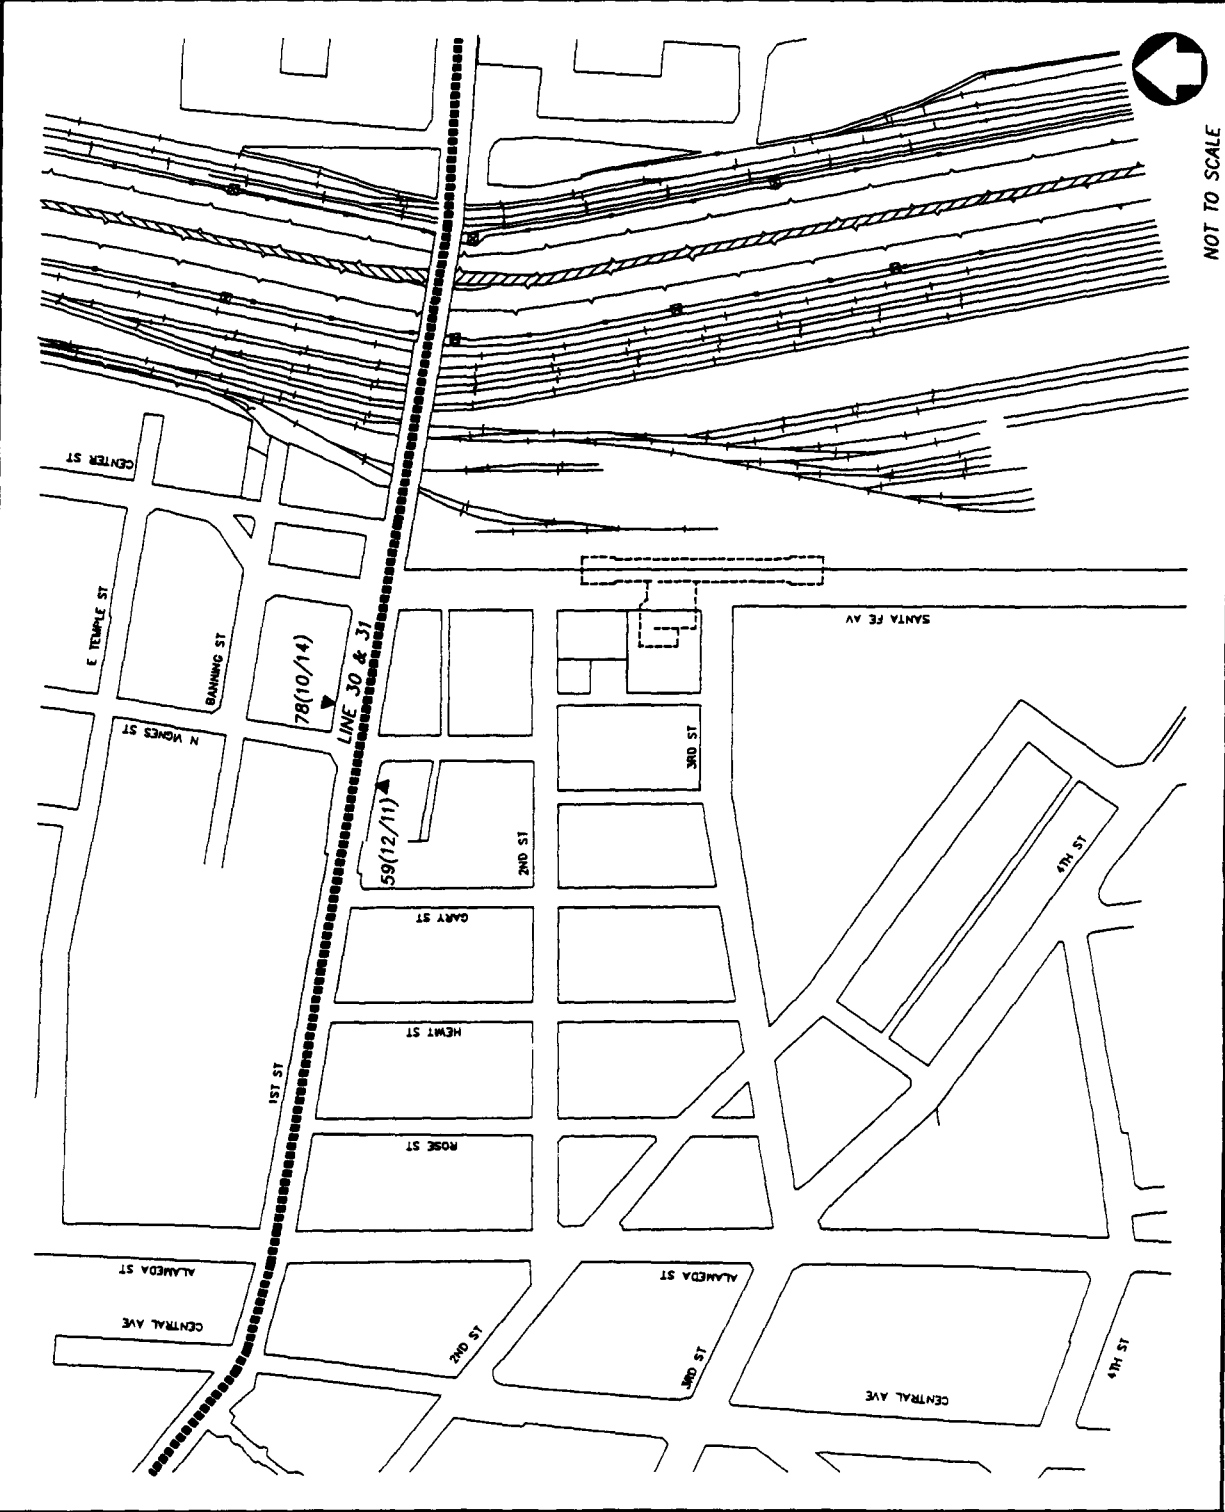 NOT TO SCALE
CENTER ST
E TEMPLE ST
BANNING ST
N VIGNES ST
78(10/14)
LINE 30 & 31
SANTA FE AV
3RD ST
59(12/11)
2ND ST
4TH ST
GARY ST
HEWIT ST
1ST ST
ROSE ST
ALAMEDA ST
ALAMEDA ST
CENTRAL AVE
2ND ST
3RD ST
4TH ST
CENTRAL AVE